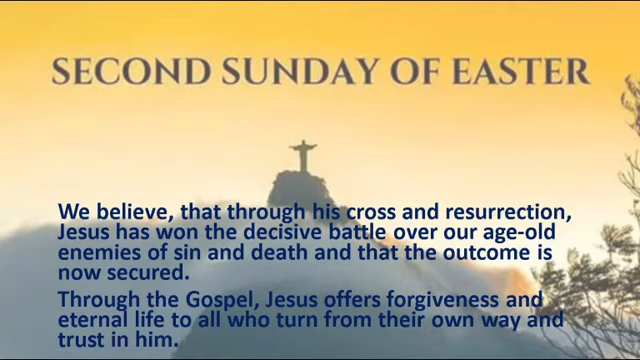 SECOND SUNDAY OF EASTER
We believe, that through his cross and resurrection,
Jesus has won the decisive battle over our age-old
enemies of sin and death and that the outcome is
now secured.
Through the Gospel, Jesus offers forgiveness and
eternal life to all who turn from their own way and
trust in him.